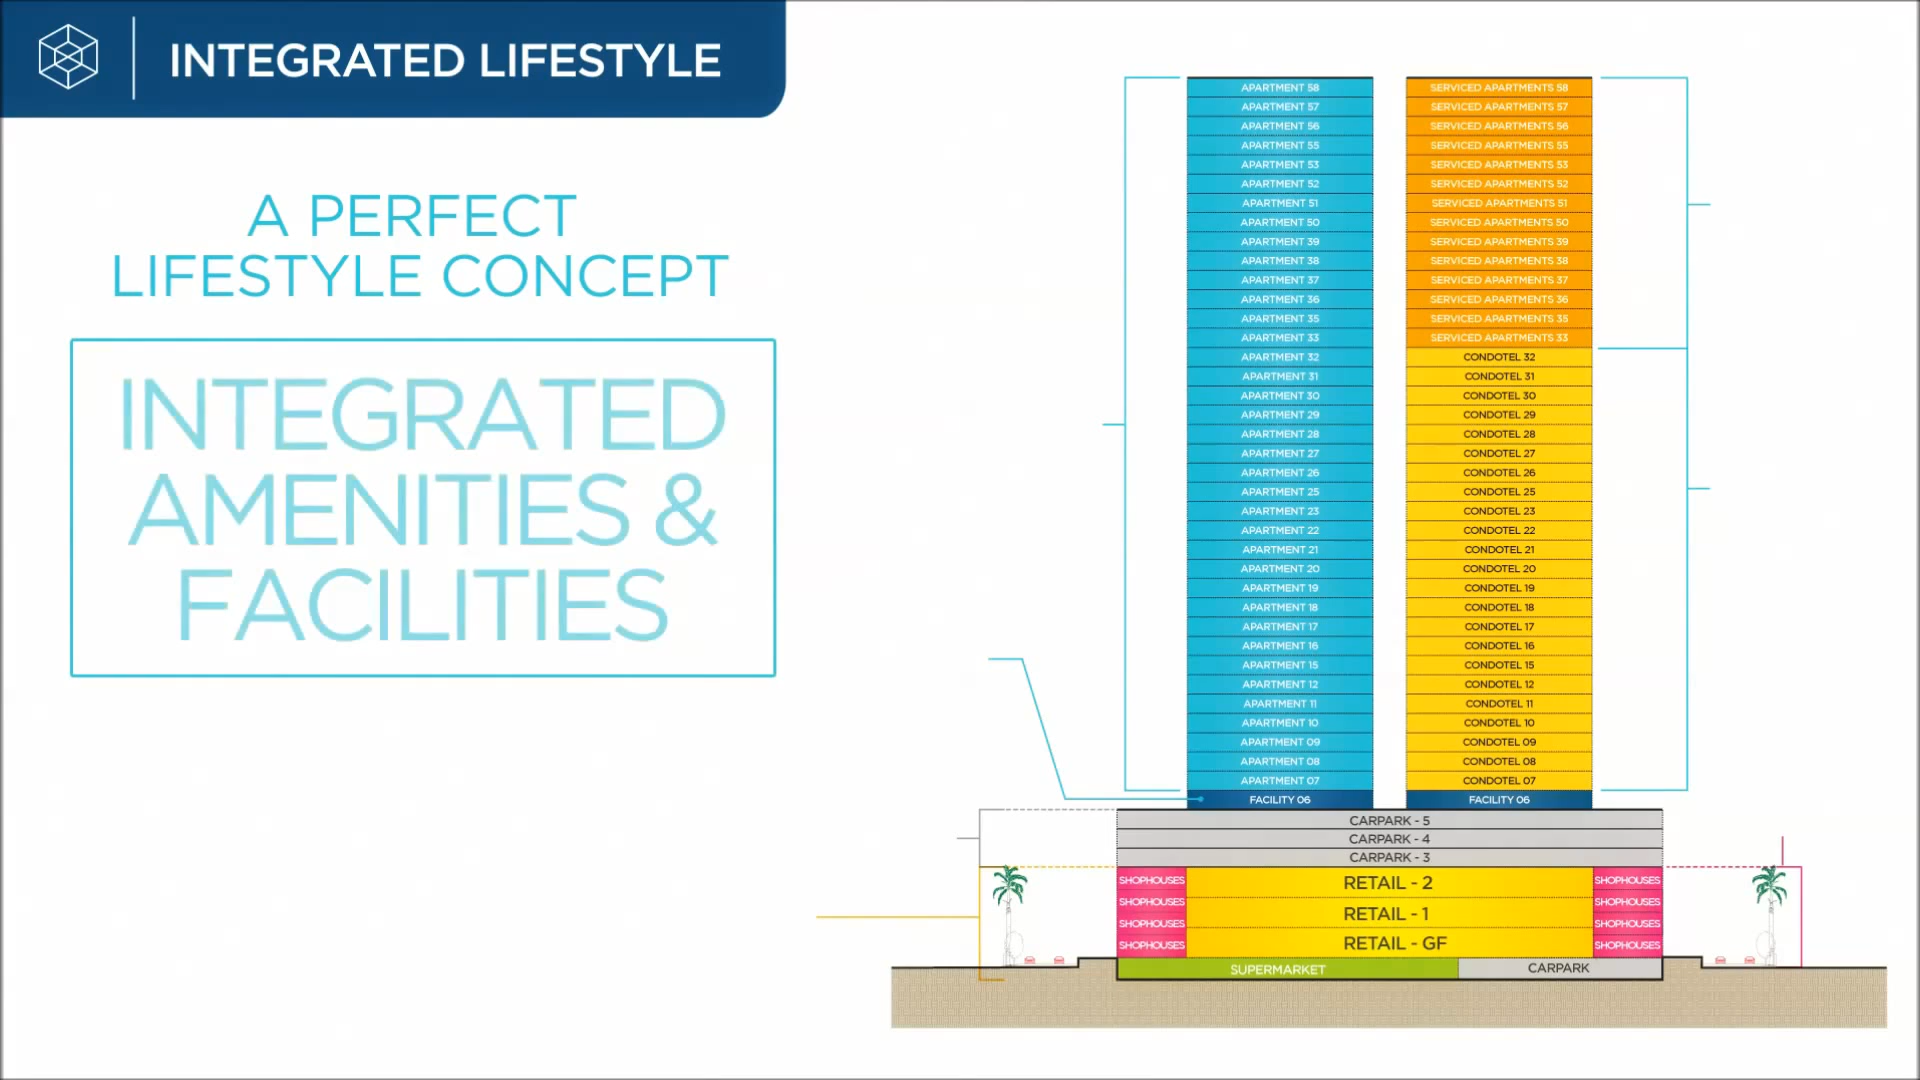 INTEGRATED LIFESTYLE
A PERFECT
LIFESTYLE CONCEPT
INTEGRATED
AMENITIES &
FACILITIES
APARTMENT 58
APARTMENT 57
APARTMENT 56
APARTMENT 55
APARTMENT 53
APARTMENT 52
APARTMENT 51
APARTMENT 50
APARTMENT 39
APARTMENT 38
APARTMENT 37
APARTMENT 36
APARTMENT 35
APARTMENT 33
APARTMENT 32
APARTMENT 31
APARTMENT 30
APARTMENT 29
APARTMENT 28
APARTMENT 27
APARTMENT 26
APARTMENT 25
APARTMENT 23
APARTMENT 22
APARTMENT 21
APARTMENT 20
APARTMENT 19
APARTMENT 18
APARTMENT 17
APARTMENT 16
APARTMENT 15
APARTMENT 12
APARTMENT 11
APARTMENT 10
APARTMENT 09
APARTMENT 08
APARTMENT 07
FACILITY 06
SERVICED APARTMENTS 58
SERVICED APARTMENTS 57
SERVICED APARTMENTS 56
SERVICED APARTMENTS 55
SERVICED APARTMENTS 53
SERVICED APARTMENTS 52
SERVICED APARTMENTS 51
SERVICED APARTMENTS 50
SERVICED APARTMENTS 39
SERVICED APARTMENTS 38
SERVICED APARTMENTS 37
SERVICED APARTMENTS 36
SERVICED APARTMENTS 35
SERVICED APARTMENTS 33
CONDOTEL 32
CONDOTEL 31
CONDOTEL 30
CONDOTEL 29
CONDOTEL 28
CONDOTEL 27
CONDOTEL 26
CONDOTEL 25
CONDOTEL 23
CONDOTEL 22
CONDOTEL 21
CONDOTEL 20
CONDOTEL 19
CONDOTEL 18
CONDOTEL 17
CONDOTEL 16
CONDOTEL 15
CONDOTEL 12
CONDOTEL 11
CONDOTEL 10
CONDOTEL 09
CONDOTEL 08
CONDOTEL 07
FACILITY 06
CARPARK - 5
CARPARK - 4
CARPARK - 3
SHOPHOUSES
SHOPHOUSES
SHOPHOUSES
SHOPHOUSES
RETAIL - 2
RETAIL - 1
RETAIL - GF
SHOPHOUSES
SHOPHOUSES
SHOPHOUSES
SHOPHOUSES
SUPERMARKET
CARPARK